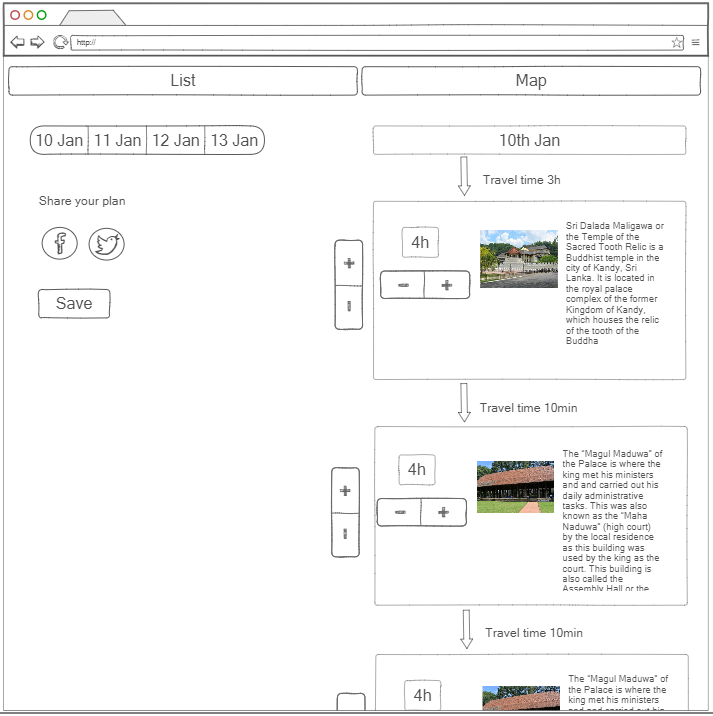 http://
List
Map
10 Jan
11 Jan
12 Jan
13 Jan
10th Jan
Travel time 3h
Share your plan
Save
4h
Sri Dalada Maligawa or
the Temple of the
Sacred Tooth Relic is a
Buddhist temple in the
city of Kandy, Sri
Lanka. It is located in
the royal palace
complex of the former
Kingdom of Kandy,
which houses the relic
of the tooth of the
Buddha
Travel time 10min
4h
The "Magul Maduwa" of
the Palace is where the
king met his ministers
and and carried out his
daily administrative
tasks. This was also
known as the "Maha
Naduwa" (high court)
by the local residence
as this building was
used by the king as the
court. This building is
also called the
Assembly Hall or the
Travel time 10min
4h
The "Magul Maduwa" of
the Palace is where the
king met his ministers
and and carried out his